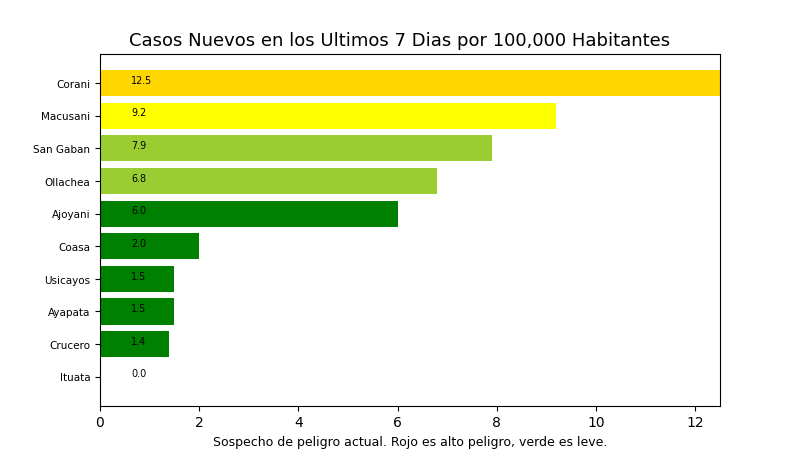 Casos Nuevos en los Ultimos 7 Dias por 100,000 Habitantes
Corani 12.5
Macusani 9.2
San Gaban 7.9
Ollachea 6.8
Ajoyani 6.0
Coasa 2.0
Usicayos 1.5
Ayapata 1.5
Crucero 1.4
Ituata 0.0
0 2 4 6 8 10 12
Sospecho de peligro actual. Rojo es alto peligro, verde es leve.